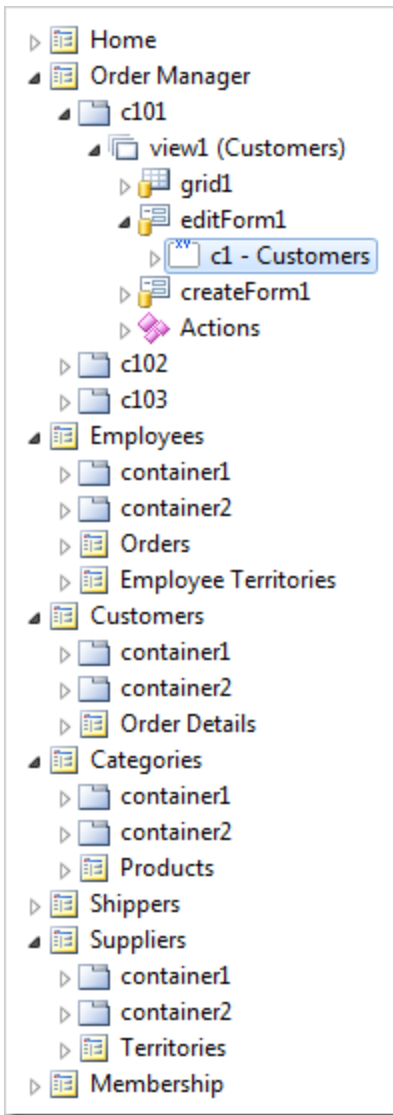 Home
Order Manager
c101
view1 (Customers)
grid1
editForm1
c1 - Customers
createForm1
Actions
c102
c103
Employees
container1
container2
Orders
Employee Territories
Customers
container1
container2
Order Details
Categories
container1
container2
Products
Shippers
Suppliers
container1
container2
Territories
Membership